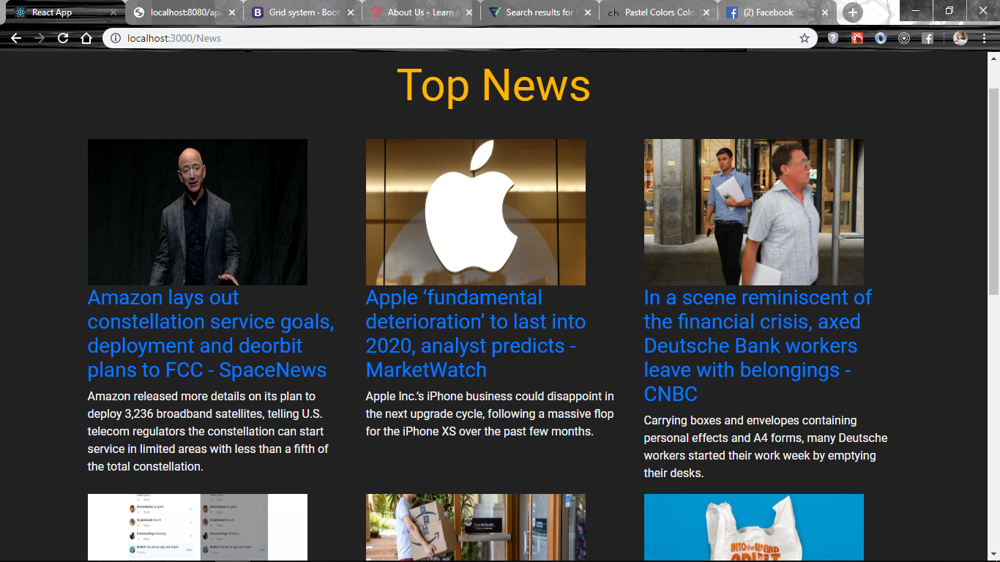 React App
localhost:8080/ap
Grid system · Boot
About Us - Learn
Search results for
Pastel Colors Colo
(2) Facebook
localhost:3000/News
Top News
Amazon lays out
constellation service goals,
deployment and deorbit
plans to FCC - SpaceNews
Amazon released more details on its plan to
deploy 3,236 broadband satellites, telling U.S.
telecom regulators the constellation can start
service in limited areas with less than a fifth of
the total constellation.
Apple ‘fundamental
deterioration’ to last into
2020, analyst predicts -
MarketWatch
Apple Inc.’s iPhone business could disappoint in
the next upgrade cycle, following a massive flop
for the iPhone XS over the past few months.
In a scene reminiscent of
the financial crisis, axed
Deutsche Bank workers
leave with belongings -
CNBC
Carrying boxes and envelopes containing
personal effects and A4 forms, many Deutsche
workers started their work week by emptying
their desks.
INTO the WEIRD
ADULT